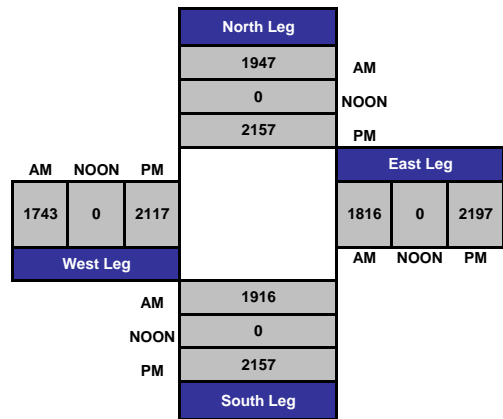 North Leg
1947 AM
0 NOON
2157 PM
AM NOON PM
East Leg
1743 0 2117
1816 0 2197
West Leg
AM NOON PM
AM 1916
NOON 0
PM 2157
South Leg